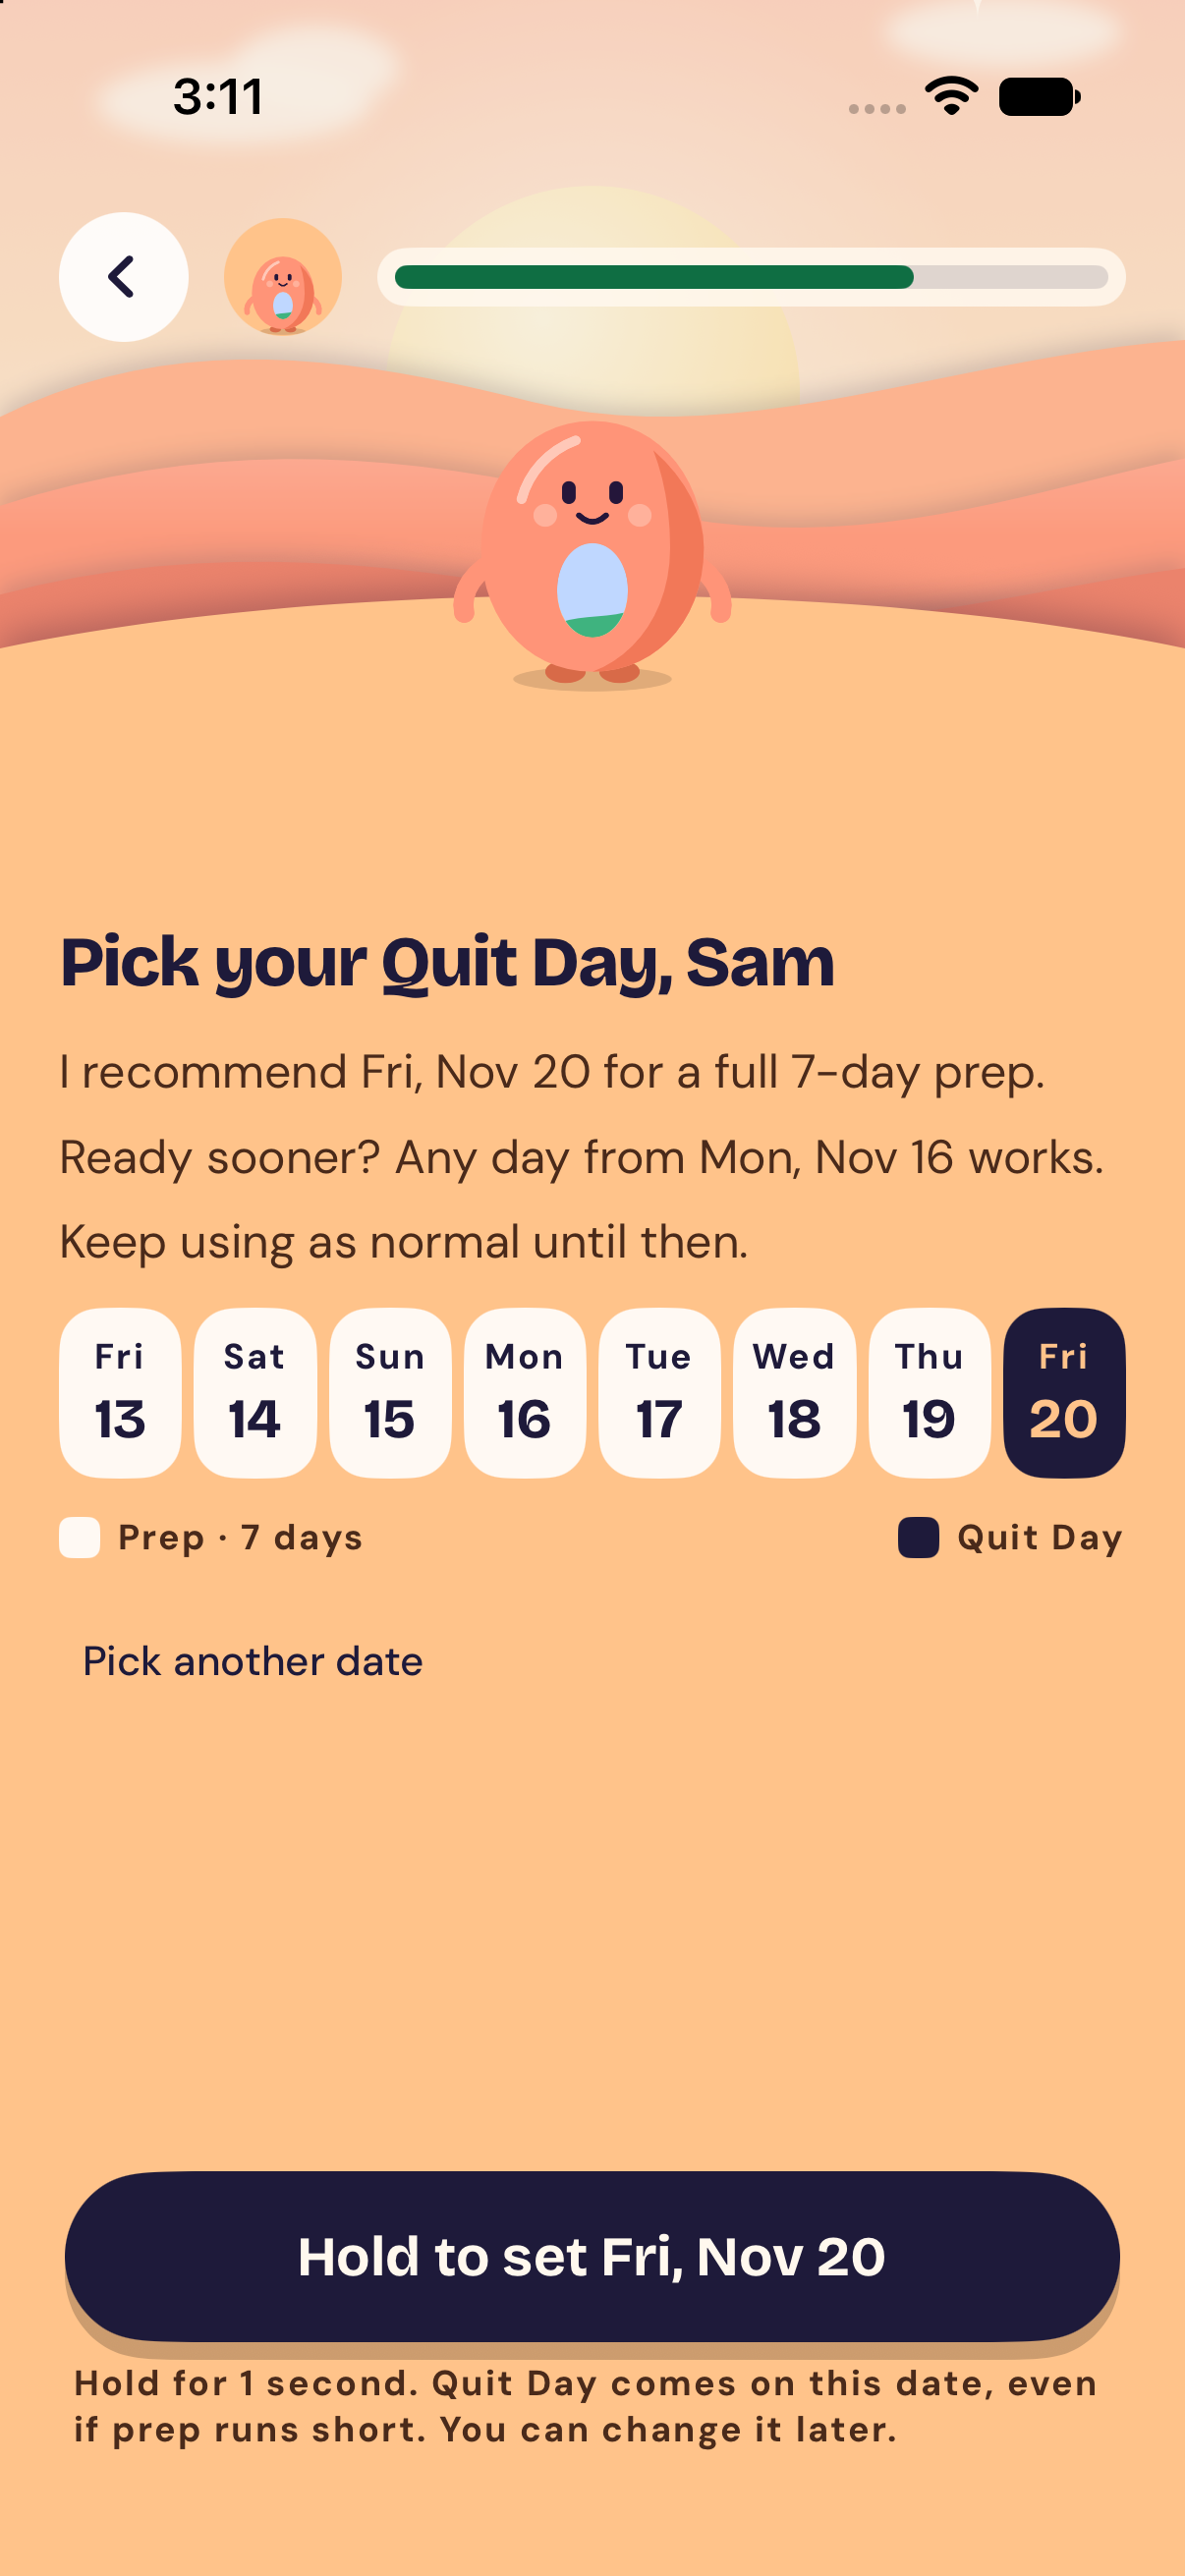 3:11
Pick your Quit Day, Sam
I recommend Fri, Nov 20 for a full 7-day prep.
Ready sooner? Any day from Mon, Nov 16 works.
Keep using as normal until then.
Fri Sat Sun Mon Tue Wed Thu Fri
13 14 15 16 17 18 19 20
Prep · 7 days Quit Day
Pick another date
Hold to set Fri, Nov 20
Hold for 1 second. Quit Day comes on this date, even
if prep runs short. You can change it later.